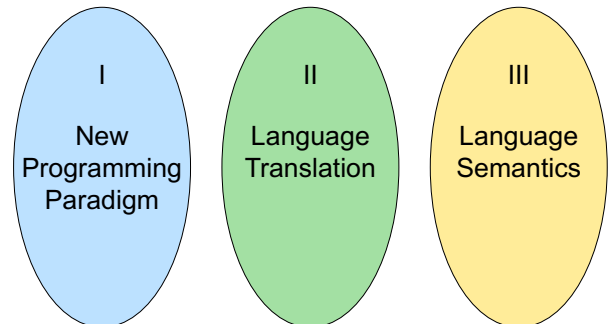 I
New
Programming
Paradigm
II
Language
Translation
III
Language
Semantics